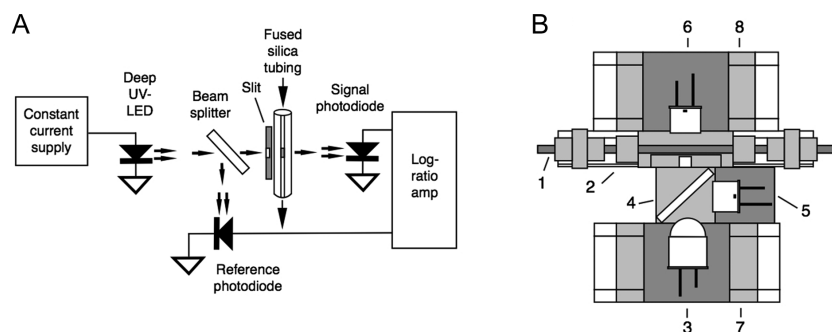 A
B
Fused
silica
tubing
Deep
UV-
LED
Beam
splitter
Slit
Signal
photodiode
Constant
current
supply
Log-
ratio
amp
Reference
photodiode
6
8
1
2
4
5
3
7